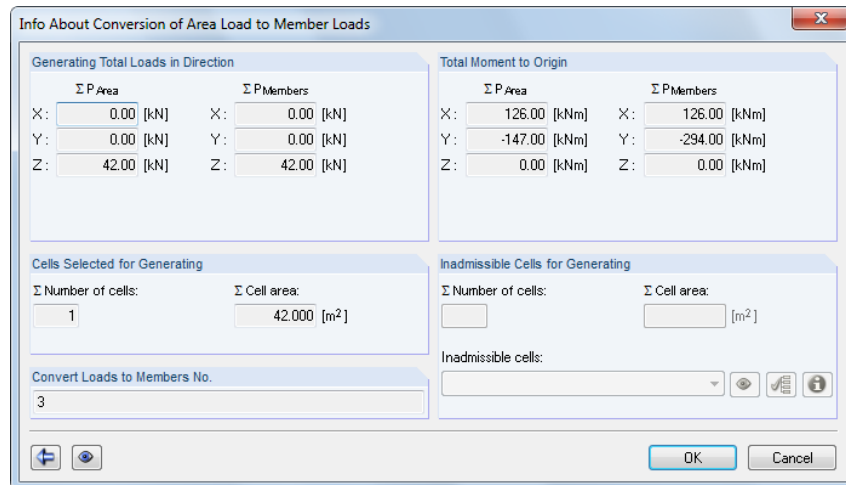 Info About Conversion of Area Load to Member Loads
Generating Total Loads in Direction
Σ P Area Σ P Members
X: 0.00 [kN] X: 0.00 [kN]
Y: 0.00 [kN] Y: 0.00 [kN]
Z: 42.00 [kN] Z: 42.00 [kN]
Total Moment to Origin
Σ P Area Σ P Members
X: 126.00 [kNm] X: 126.00 [kNm]
Y: -147.00 [kNm] Y: -294.00 [kNm]
Z: 0.00 [kNm] Z: 0.00 [kNm]
Cells Selected for Generating
Σ Number of cells: Σ Cell area:
1 42.000 [m²]
Inadmissible Cells for Generating
Σ Number of cells: Σ Cell area:
[m²]
Inadmissible cells:
Convert Loads to Members No.
3
OK Cancel